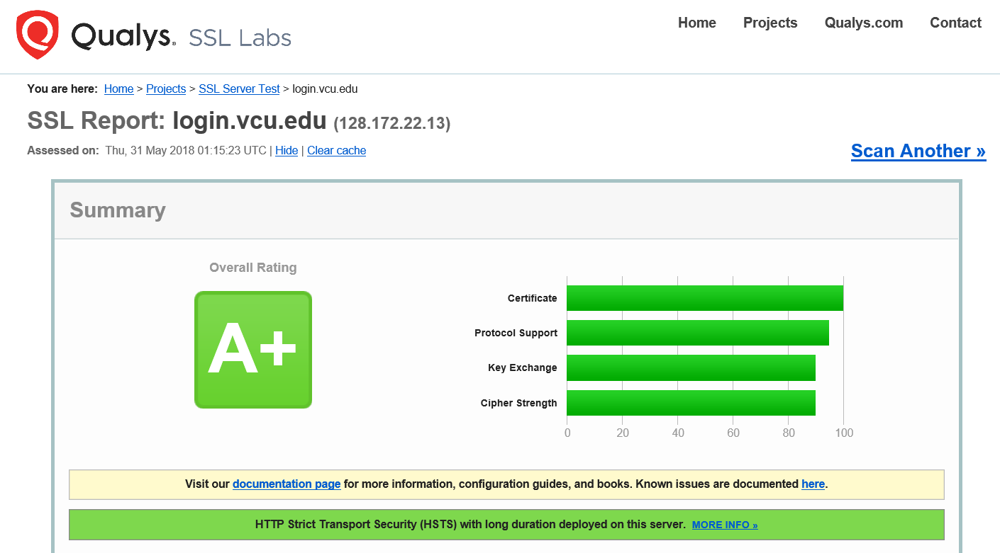 Qualys. SSL Labs
Home Projects Qualys.com Contact
You are here: Home > Projects > SSL Server Test > login.vcu.edu
SSL Report: login.vcu.edu (128.172.22.13)
Assessed on: Thu, 31 May 2018 01:15:23 UTC | Hide | Clear cache
Scan Another »
Summary
Overall Rating
A+
Certificate
Protocol Support
Key Exchange
Cipher Strength
0 20 40 60 80 100
Visit our documentation page for more information, configuration guides, and books. Known issues are documented here.
HTTP Strict Transport Security (HSTS) with long duration deployed on this server. MORE INFO »